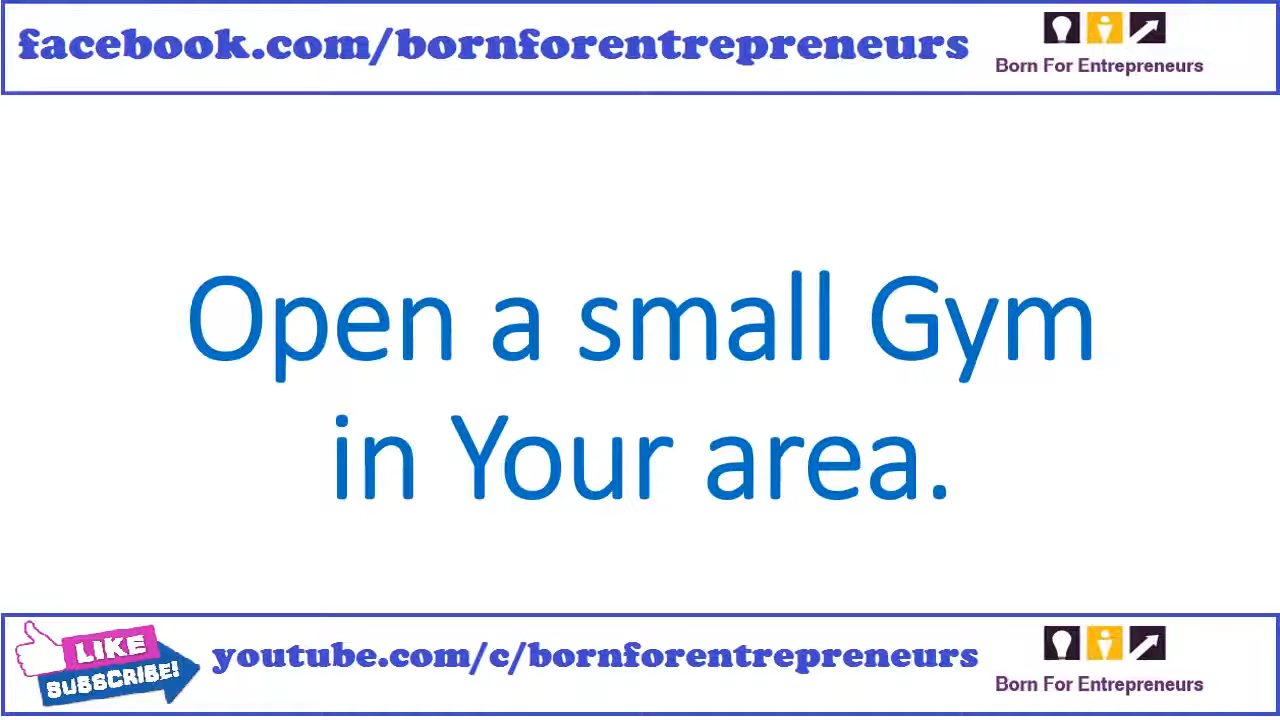 facebook.com/bornforentrepreneurs
Born For Entrepreneurs
Open a small Gym
in Your area.
LIKE
SUBSCRIBE!
youtube.com/c/bornforentrepreneurs
Born For Entrepreneurs